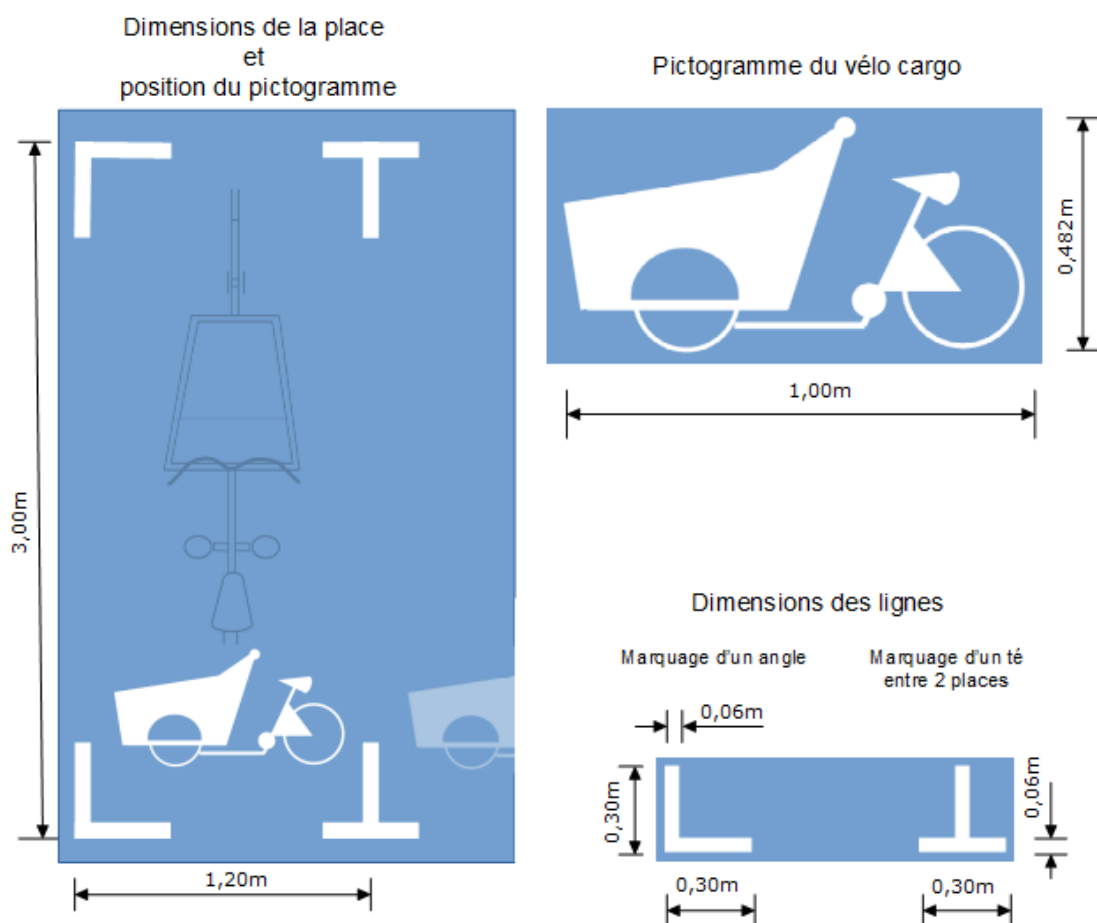 Dimensions de la place
et
position du pictogramme
3,00m
1,20m
Pictogramme du vélo cargo
0,482m
1,00m
Dimensions des lignes
Marquage d'un angle
Marquage d'un té
entre 2 places
0,06m
0,30m
0,06m
0,30m
0,30m